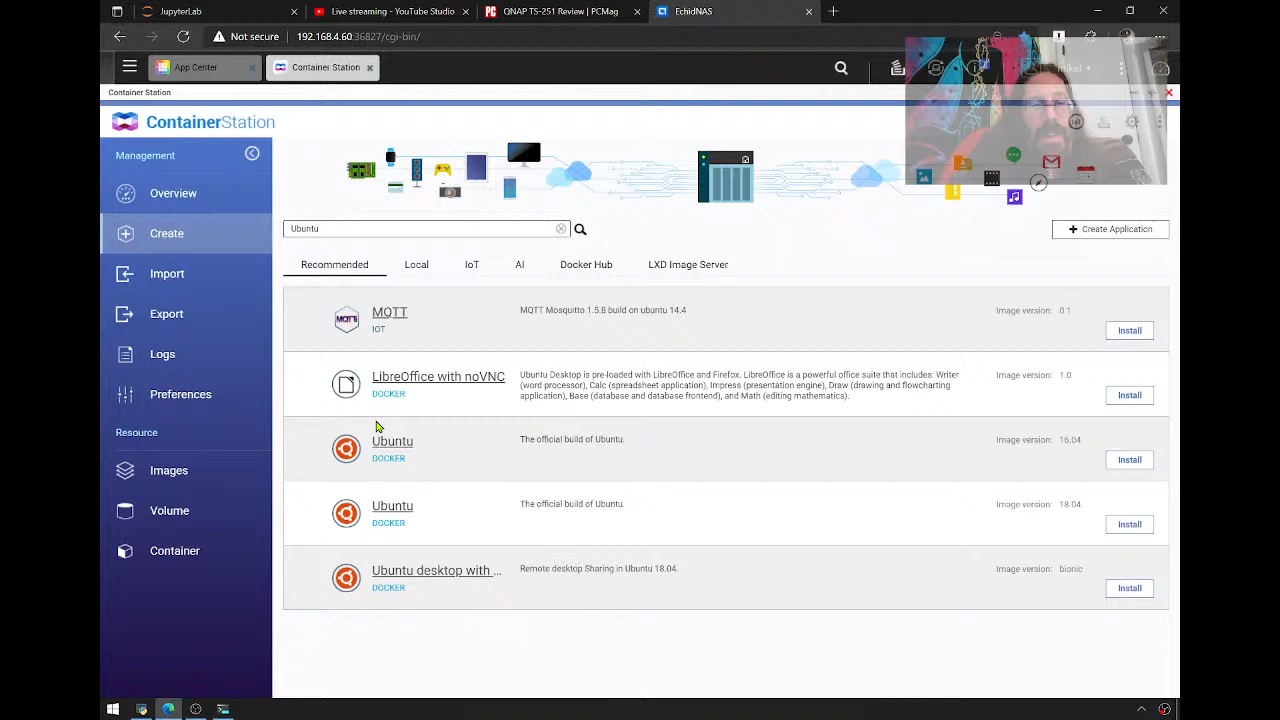 JupyterLab
Live streaming - YouTube Studio
QNAP TS-251 Review | PCMag
EchidNAS
Not secure
192.168.4.60:36827/cgi-bin/
App Center
Container Station
mikel
Container Station
ContainerStation
Management
Overview
Create
Import
Export
Logs
Preferences
Resource
Images
Volume
Container
Ubuntu
+ Create Application
Recommended
Local
IoT
AI
Docker Hub
LXD Image Server
MQTT
MQTT
IOT
MQTT Mosquitto 1.5.8 build on ubuntu 14.4
Image version: 0.1
Install
LibreOffice with noVNC
DOCKER
Ubuntu Desktop is pre-loaded with LibreOffice and Firefox. LibreOffice is a powerful office suite that includes: Writer
(word processor), Calc (spreadsheet application), Impress (presentation engine), Draw (drawing and flowcharting
application), Base (database and database frontend), and Math (editing mathematics).
Image version: 1.0
Install
Ubuntu
DOCKER
The official build of Ubuntu.
Image version: 16.04
Install
Ubuntu
DOCKER
The official build of Ubuntu.
Image version: 18.04
Install
Ubuntu desktop with ...
DOCKER
Remote desktop Sharing in Ubuntu 18.04.
Image version: bionic
Install